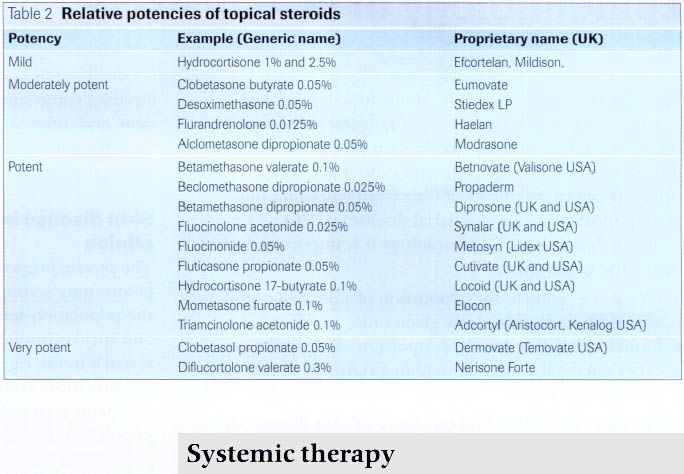 Table 2 Relative potencies of topical steroids
Potency Example (Generic name) Proprietary name (UK)
Mild Hydrocortisone 1% and 2.5% Efcortelan, Mildison,
Moderately potent Clobetasone butyrate 0.05% Eumovate
Desoximethasone 0.05% Stiedex LP
Flurandrenolone 0.0125% Haelan
Alclometasone dipropionate 0.05% Modrasone
Potent Betamethasone valerate 0.1% Betnovate (Valisone USA)
Beclomethasone dipropionate 0.025% Propaderm
Betamethasone dipropionate 0.05% Diprosone (UK and USA)
Fluocinolone acetonide 0.025% Synalar (UK and USA)
Fluocinonide 0.05% Metosyn (Lidex USA)
Fluticasone propionate 0.05% Cutivate (UK and USA)
Hydrocortisone 17-butyrate 0.1% Locoid (UK and USA)
Mometasone furoate 0.1% Elocon
Triamcinolone acetonide 0.1% Adcortyl (Aristocort, Kenalog USA)
Very potent Clobetasol propionate 0.05% Dermovate (Temovate USA)
Diflucortolone valerate 0.3% Nerisone Forte
Systemic therapy